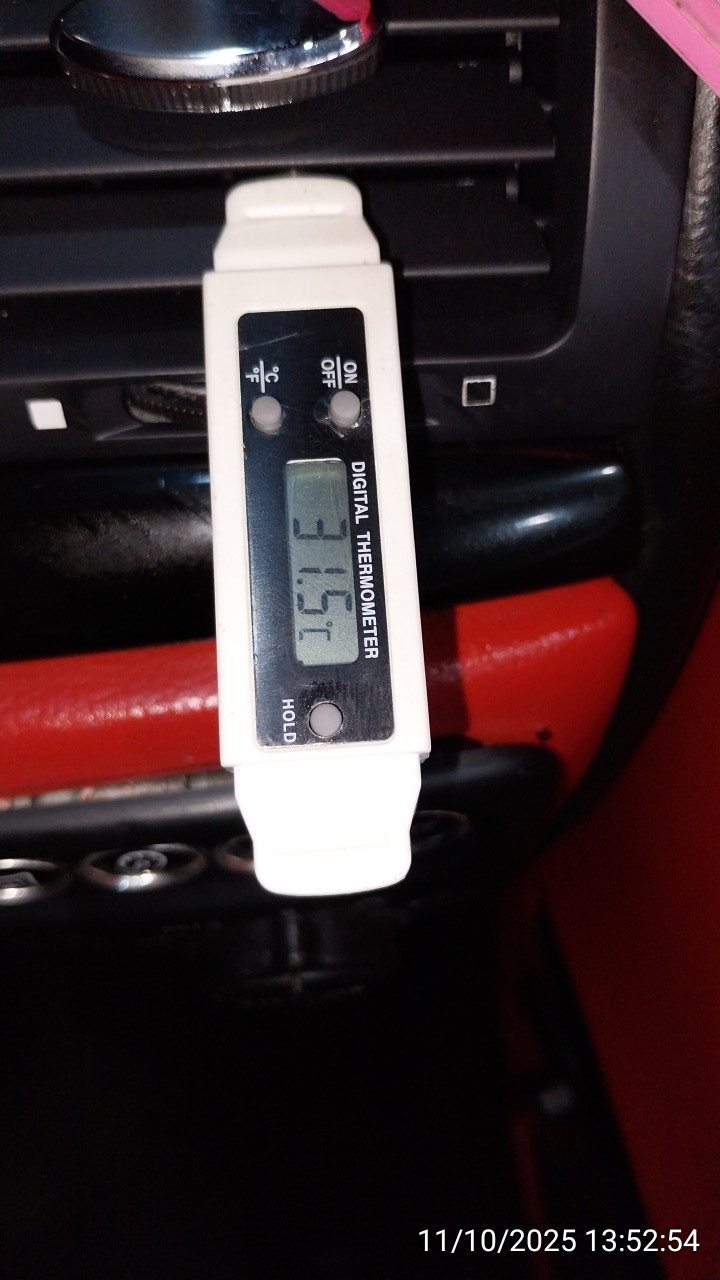 ON
OFF
°C
°F
DIGITAL THERMOMETER
31.5°C
HOLD
11/10/2025 13:52:54